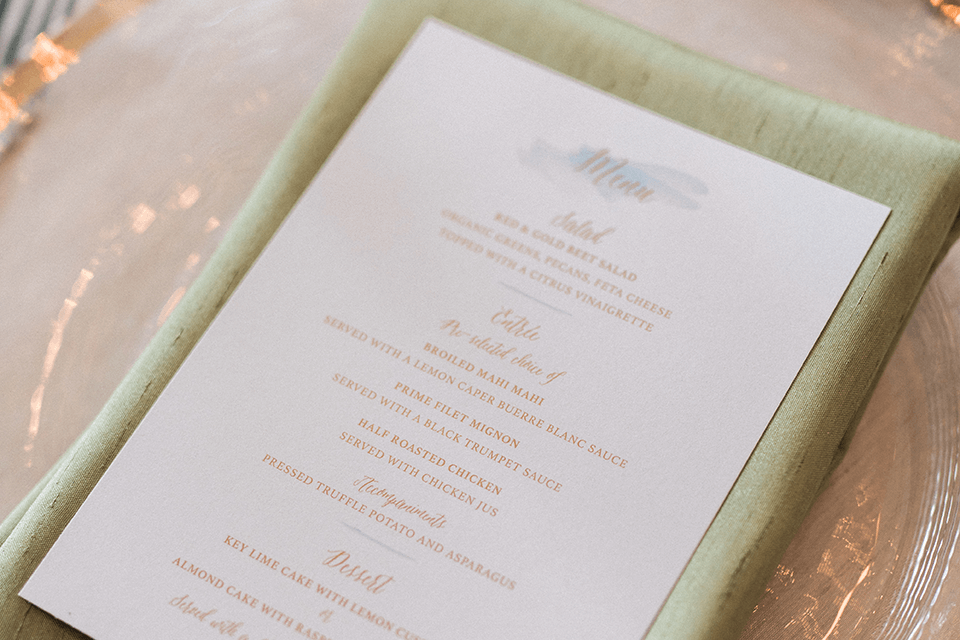 Menu
Salad
RED & GOLD BEET SALAD
ORGANIC GREENS, PECANS, FETA CHEESE
TOPPED WITH A CITRUS VINAIGRETTE
Entrée
Pre-selected choice of
BROILED MAHI MAHI
SERVED WITH A LEMON CAPER BUERRE BLANC SAUCE
PRIME FILET MIGNON
SERVED WITH A BLACK TRUMPET SAUCE
HALF ROASTED CHICKEN
SERVED WITH CHICKEN JUS
Accompaniments
PRESSED TRUFFLE POTATO AND ASPARAGUS
Dessert
KEY LIME CAKE WITH LEMON
or
ALMOND CAKE WITH
Served with